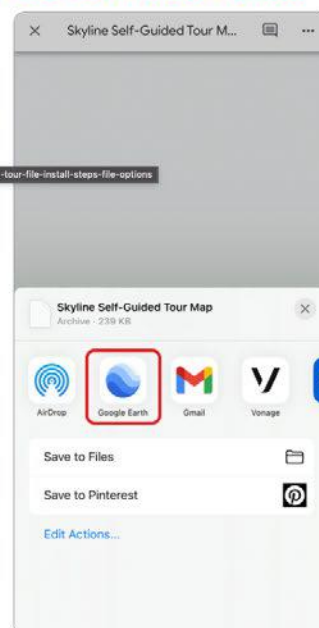 Skyline Self-Guided Tour M...
-tour-file-install-steps-file-options
Skyline Self-Guided Tour Map
Archive · 239 KB
AirDrop
Google Earth
Gmail
Vonage
Save to Files
Save to Pinterest
Edit Actions...